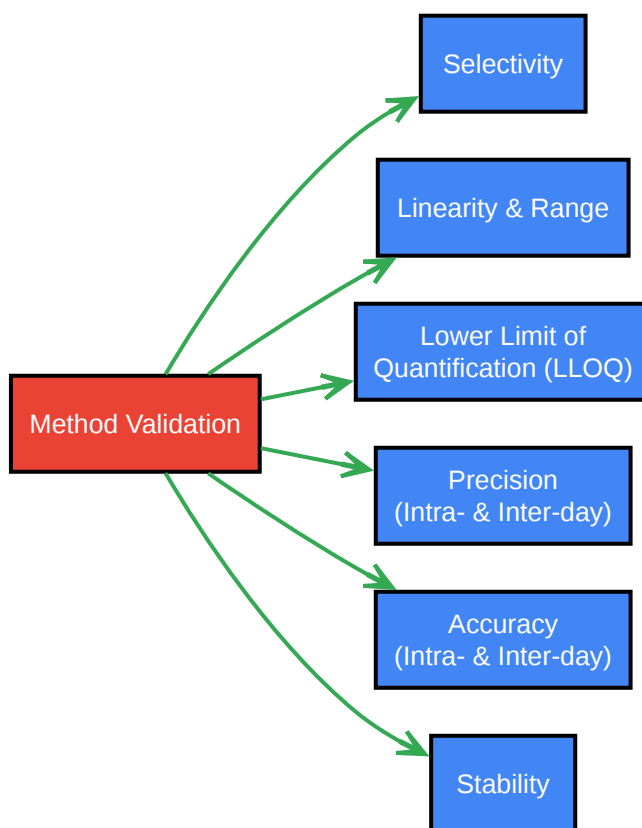 Selectivity
Linearity & Range
Lower Limit of
Quantification (LLOQ)
Method Validation
Precision
(Intra- & Inter-day)
Accuracy
(Intra- & Inter-day)
Stability